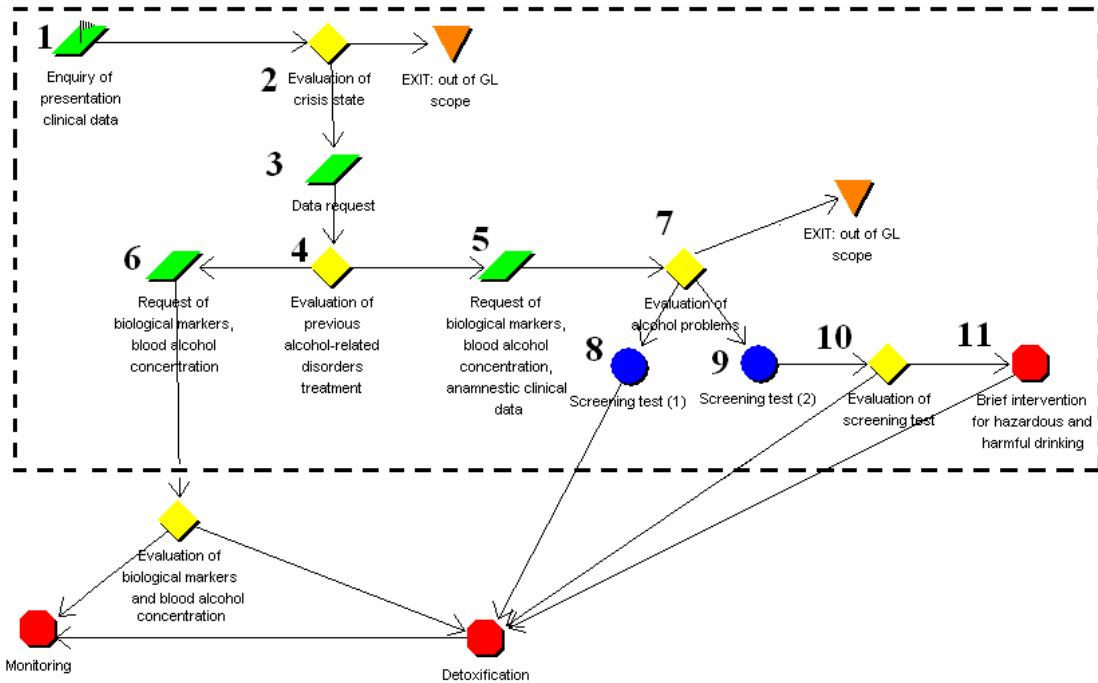 1
Enquiry of
presentation
clinical data
2
Evaluation of
crisis state
EXIT: out of GL
scope
3
Data request
4
Evaluation of
previous
alcohol-related
disorders
treatment
5
Request of
biological markers,
blood alcohol
concentration,
anamnestic clinical
data
6
Request of
biological markers,
blood alcohol
concentration
7
Evaluation of
alcohol problems
EXIT: out of GL
scope
8
Screening test (1)
9
Screening test (2)
10
Evaluation of
screening test
11
Brief intervention
for hazardous and
harmful drinking
Evaluation of
biological markers
and blood alcohol
concentration
Monitoring
Detoxification